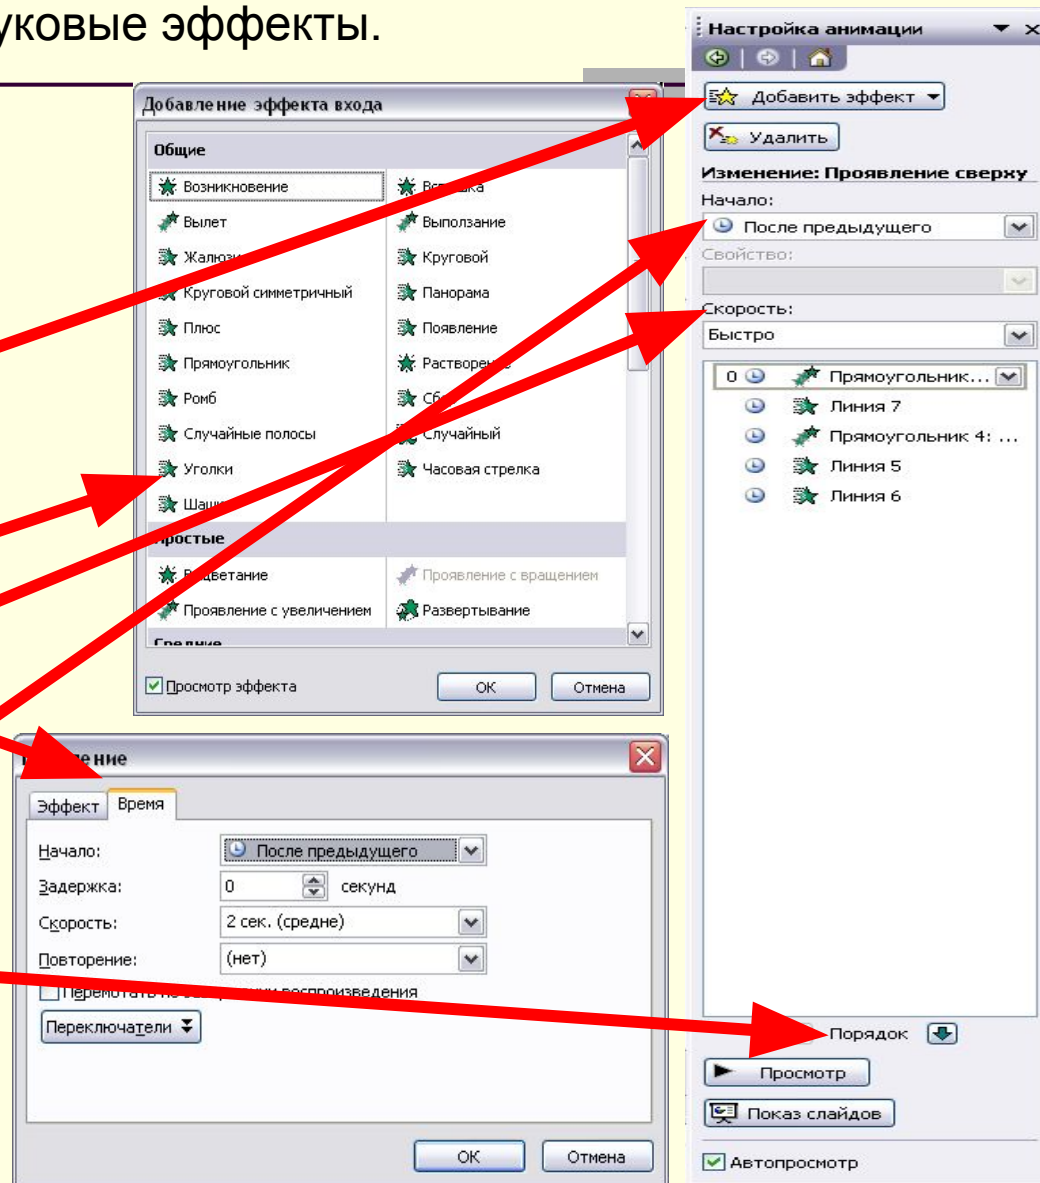 уковые эффекты.
Добавление эффекта входа
Общие
Возникновение
Вылет
Выползание
Круговой
Круговой симметричный
Панорама
Плюс
Появление
Прямоугольник
Ромб
Случайные полосы
Случайный
Уголки
Часовая стрелка
Простые
Проявление с вращением
Проявление с увеличением
Развертывание
Средние
Просмотр эффекта
ОК
Отмена
Эффект
Время
Начало:
После предыдущего
Задержка:
0
секунд
Скорость:
2 сек. (средне)
Повторение:
(нет)
воспроизведения
Переключатели
ОК
Отмена
Настройка анимации
Добавить эффект
Удалить
Изменение: Проявление сверху
Начало:
После предыдущего
Свойство:
Скорость:
Быстро
0 Прямоугольник...
Линия 7
Прямоугольник 4: ...
Линия 5
Линия 6
Порядок
Просмотр
Показ слайдов
Автопросмотр